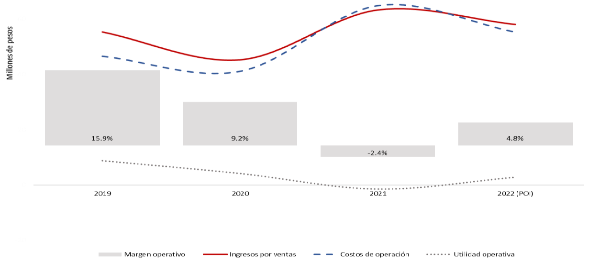 Millones de pesos
15.9%
9.2%
-2.4%
4.8%
2019 2020 2021 2022 (POI)
Margen operativo Ingresos por ventas Costos de operación Utilidad operativa